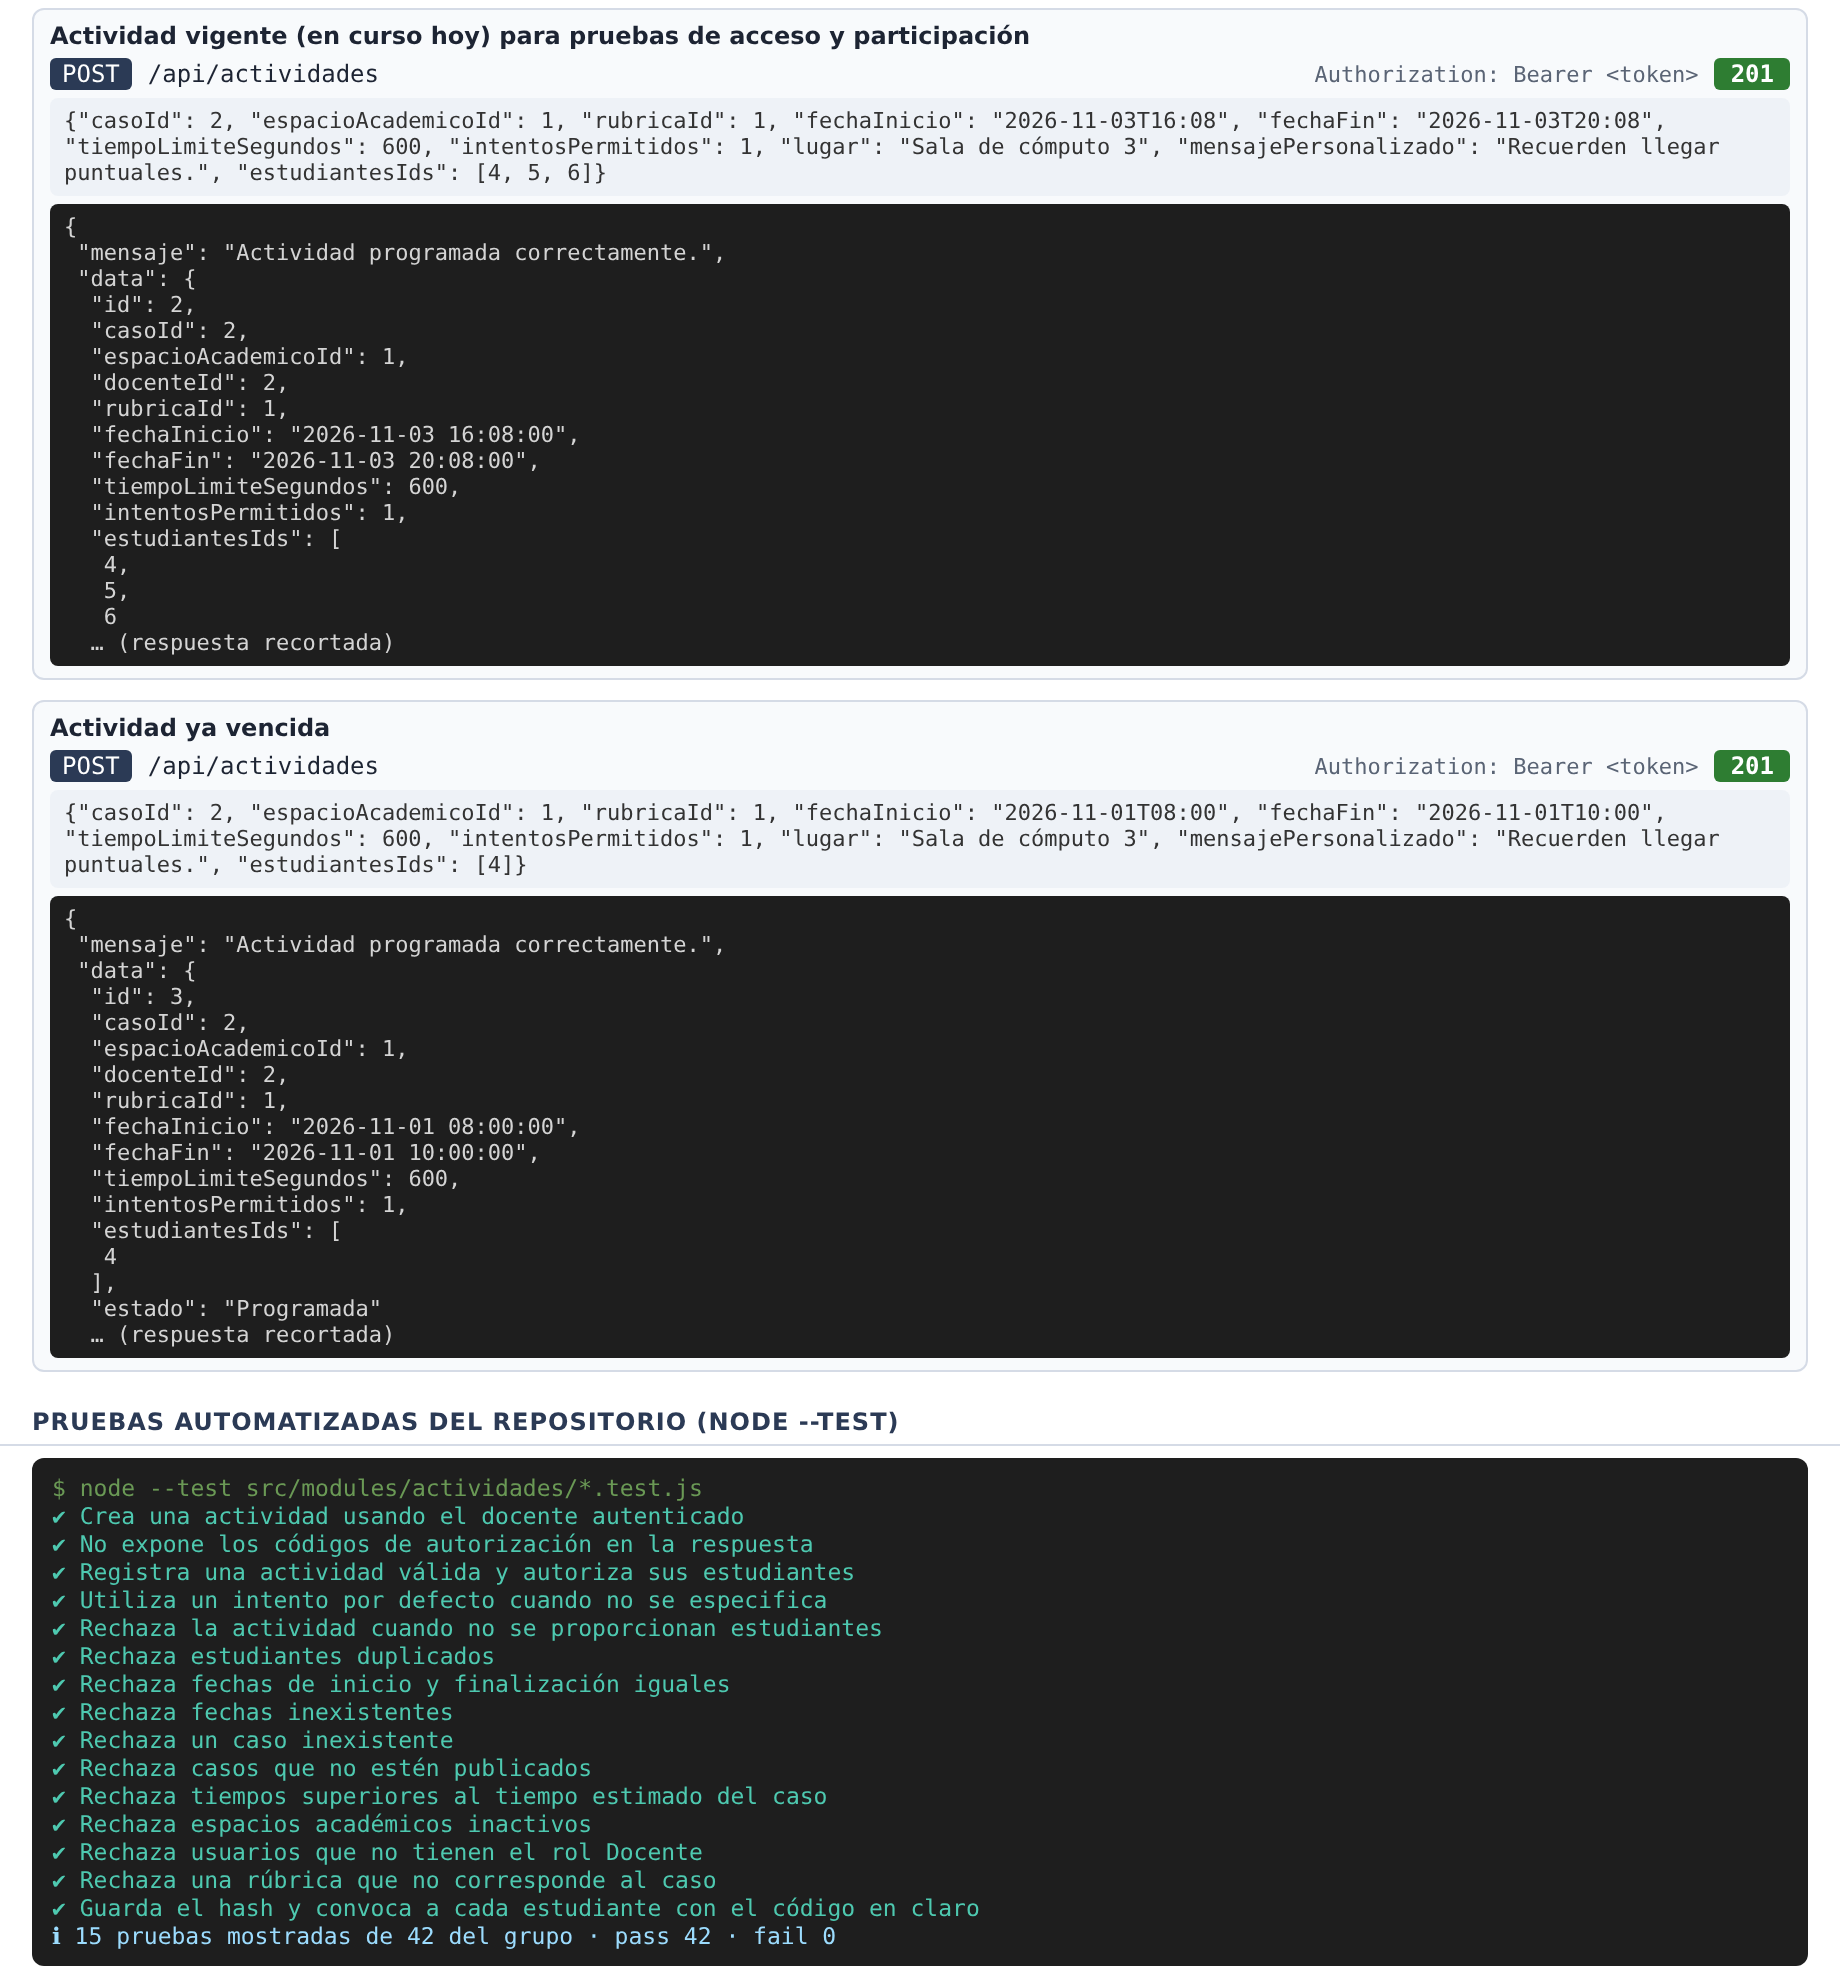 Actividad vigente (en curso hoy) para pruebas de acceso y participación
POST /api/actividades Authorization: Bearer <token> 201
{"casoId": 2, "espacioAcademicoId": 1, "rubricaId": 1, "fechaInicio": "2026-11-03T16:08", "fechaFin": "2026-11-03T20:08",
"tiempoLimiteSegundos": 600, "intentosPermitidos": 1, "lugar": "Sala de cómputo 3", "mensajePersonalizado": "Recuerden llegar
puntuales.", "estudiantesIds": [4, 5, 6]}
{
"mensaje": "Actividad programada correctamente.",
"data": {
"id": 2,
"casoId": 2,
"espacioAcademicoId": 1,
"docenteId": 2,
"rubricaId": 1,
"fechaInicio": "2026-11-03 16:08:00",
"fechaFin": "2026-11-03 20:08:00",
"tiempoLimiteSegundos": 600,
"intentosPermitidos": 1,
"estudiantesIds": [
4,
5,
6
… (respuesta recortada)
Actividad ya vencida
POST /api/actividades Authorization: Bearer <token> 201
{"casoId": 2, "espacioAcademicoId": 1, "rubricaId": 1, "fechaInicio": "2026-11-01T08:00", "fechaFin": "2026-11-01T10:00",
"tiempoLimiteSegundos": 600, "intentosPermitidos": 1, "lugar": "Sala de cómputo 3", "mensajePersonalizado": "Recuerden llegar
puntuales.", "estudiantesIds": [4]}
{
"mensaje": "Actividad programada correctamente.",
"data": {
"id": 3,
"casoId": 2,
"espacioAcademicoId": 1,
"docenteId": 2,
"rubricaId": 1,
"fechaInicio": "2026-11-01 08:00:00",
"fechaFin": "2026-11-01 10:00:00",
"tiempoLimiteSegundos": 600,
"intentosPermitidos": 1,
"estudiantesIds": [
4
],
"estado": "Programada"
… (respuesta recortada)
PRUEBAS AUTOMATIZADAS DEL REPOSITORIO (NODE --TEST)
$ node --test src/modules/actividades/*.test.js
✔ Crea una actividad usando el docente autenticado
✔ No expone los códigos de autorización en la respuesta
✔ Registra una actividad válida y autoriza sus estudiantes
✔ Utiliza un intento por defecto cuando no se especifica
✔ Rechaza la actividad cuando no se proporcionan estudiantes
✔ Rechaza estudiantes duplicados
✔ Rechaza fechas de inicio y finalización iguales
✔ Rechaza fechas inexistentes
✔ Rechaza un caso inexistente
✔ Rechaza casos que no estén publicados
✔ Rechaza tiempos superiores al tiempo estimado del caso
✔ Rechaza espacios académicos inactivos
✔ Rechaza usuarios que no tienen el rol Docente
✔ Rechaza una rúbrica que no corresponde al caso
✔ Guarda el hash y convoca a cada estudiante con el código en claro
ℹ 15 pruebas mostradas de 42 del grupo · pass 42 · fail 0